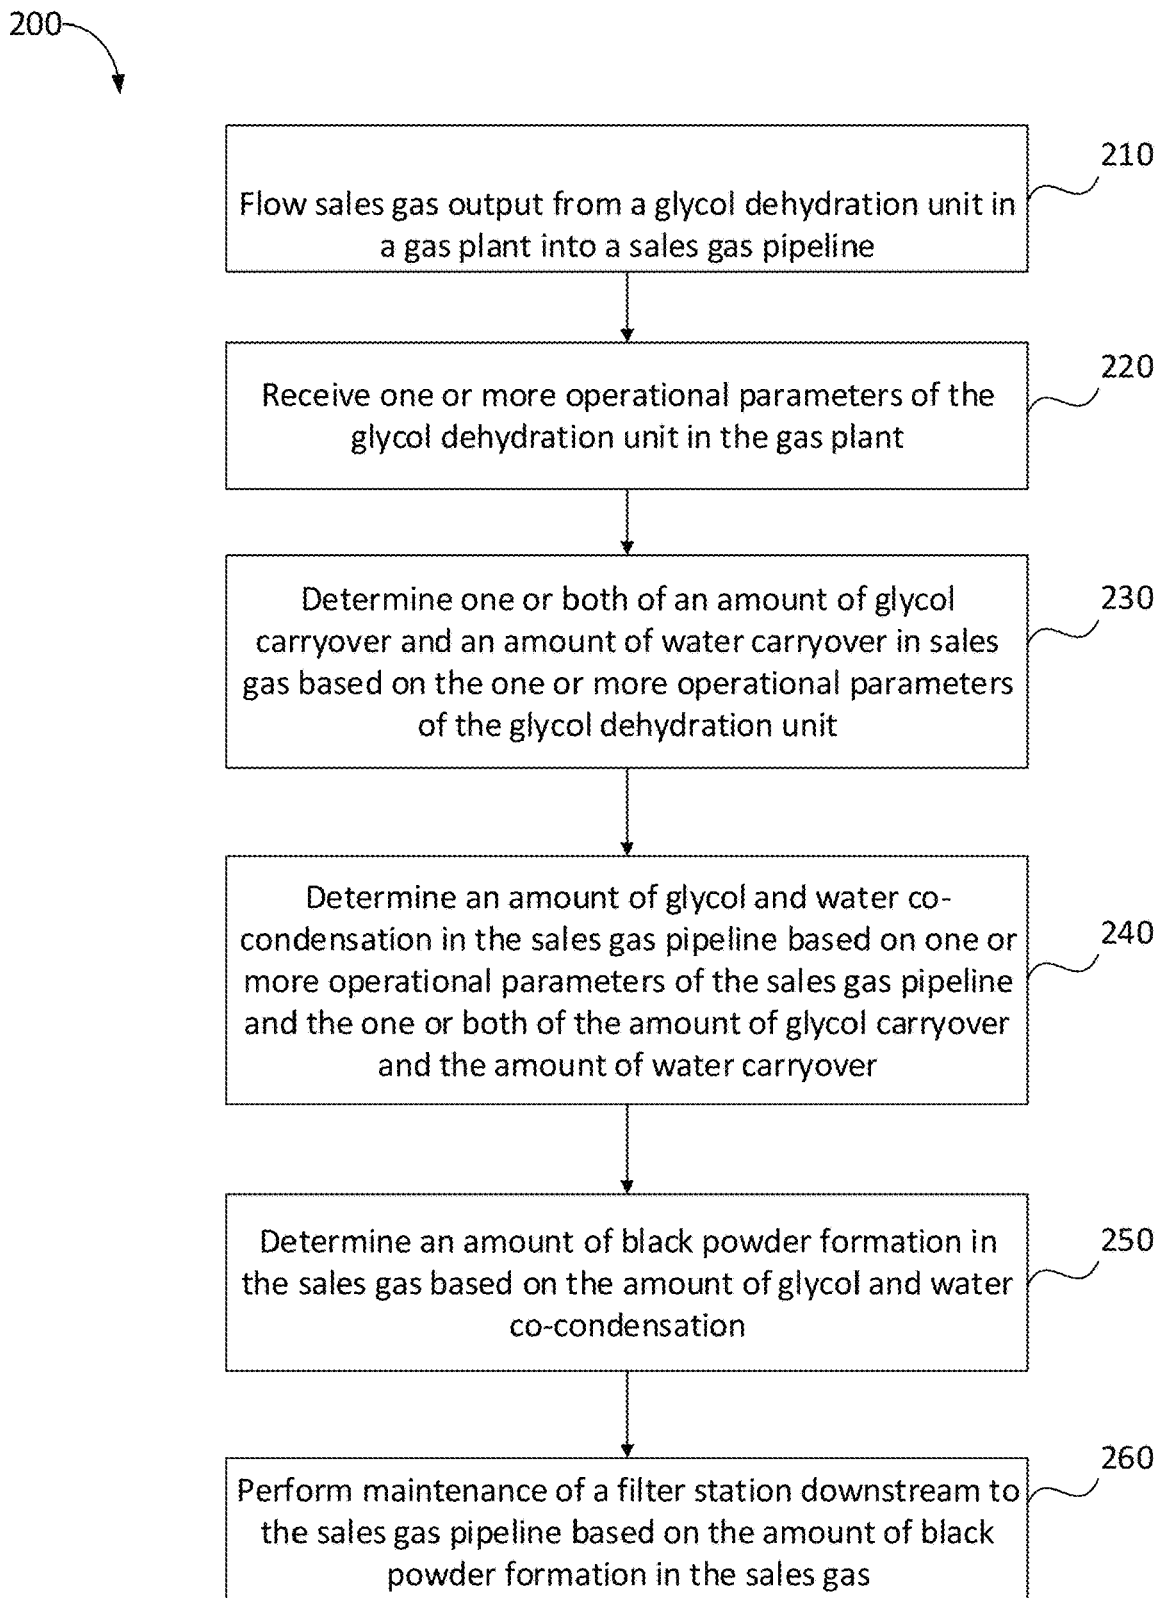 200
210
Flow sales gas output from a glycol dehydration unit in
a gas plant into a sales gas pipeline
220
Receive one or more operational parameters of the
glycol dehydration unit in the gas plant
230
Determine one or both of an amount of glycol
carryover and an amount of water carryover in sales
gas based on the one or more operational parameters
of the glycol dehydration unit
240
Determine an amount of glycol and water co-
condensation in the sales gas pipeline based on one or
more operational parameters of the sales gas pipeline
and the one or both of the amount of glycol carryover
and the amount of water carryover
250
Determine an amount of black powder formation in
the sales gas based on the amount of glycol and water
co-condensation
260
Perform maintenance of a filter station downstream to
the sales gas pipeline based on the amount of black
powder formation in the sales gas